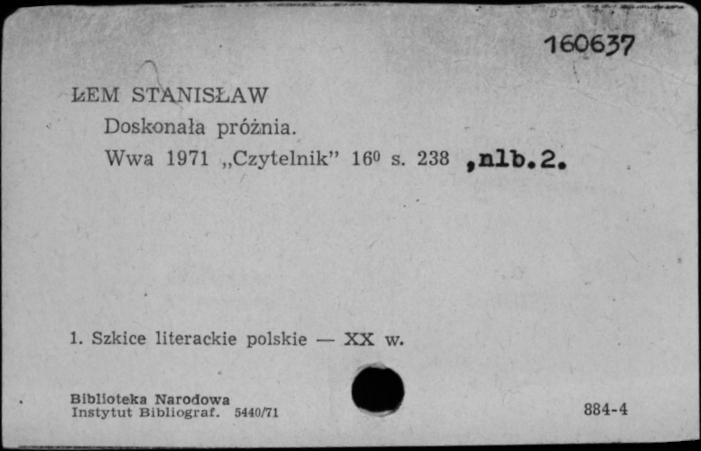 160637
ŁEM STANISŁAW
Doskonała próżnia.
Wwa 1971 „Czytelnik” 16⁰ s. 238 ,nlb.2.
1. Szkice literackie polskie — XX w.
Biblioteka Narodowa
Instytut Bibliograf. 5440/71
884-4